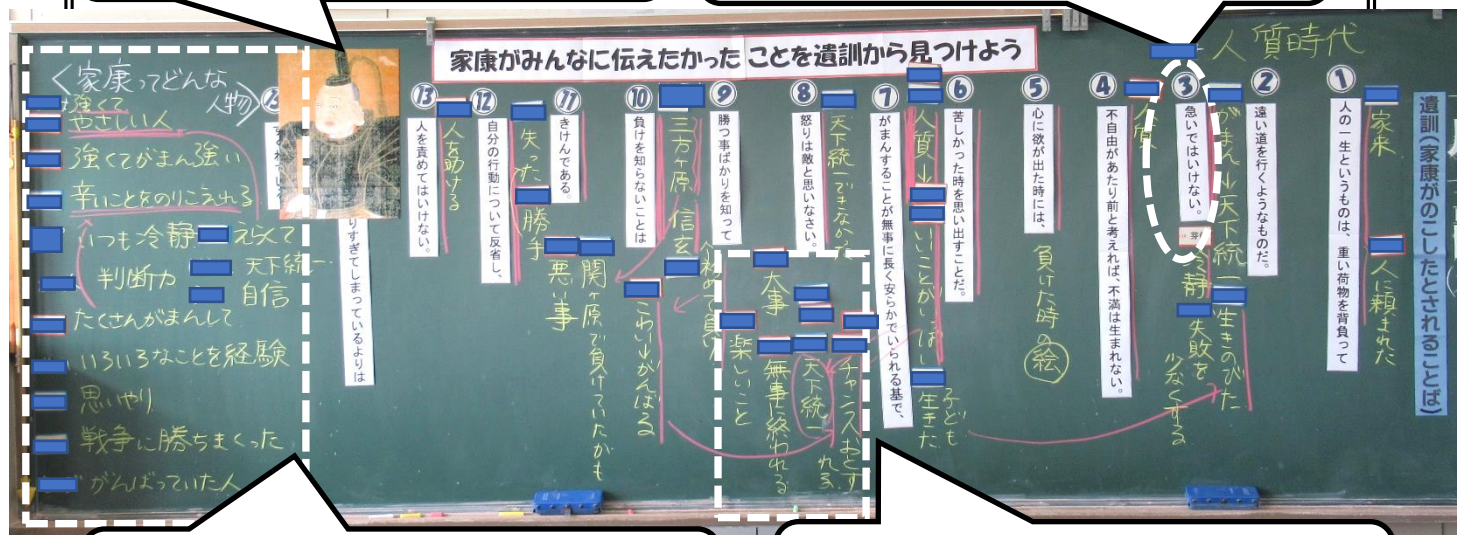 家康がみんなに伝えたかったことを遺訓から見つけよう
人質時代
遺訓(家康がのこしたとされることば)
①
人の一生というものは、重い荷物を背負って
家来
人に頼まれた
②
遠い道を行くようなものだ。
がまん→天下統一
生きのびた
③
急いではいけない。
冷静
失敗を
少なくする
④
不自由があたり前と考えれば、不満は生まれない。
人質
⑤
心に欲が出た時には、
負けた時の絵
⑥
苦しかった時を思い出すことだ。
人質
子ども
生きた
⑦
がまんすることが無事に長く安らかでいられる基で、
チャンスおとず
れる
天下統一
無事に終われる
楽しいこと
大事
⑧
怒りは敵と思いなさい。
天下統一できなかった
⑨
勝つ事ばかりを知って
初めて負け
⑩
負けを知らないことは
三方ヶ原 信玄
こわい→がんばる
⑪
きけんである。
関ヶ原で負けていたかも
悪い事
⑫
自分の行動について反省し、
失った
勝手
⑬
人を責めてはいけない。
人を助ける
りすぎてしまっているよりは
<家康ってどんな人物>
強くて
やさしい人
強くてがまん強い
辛いことをのりこえれる
いつも冷静
えらくて
判断力
天下統一
自信
たくさんがまんして
いろいろなことを経験
思いやり
戦争に勝ちまくった
がんばっていた人